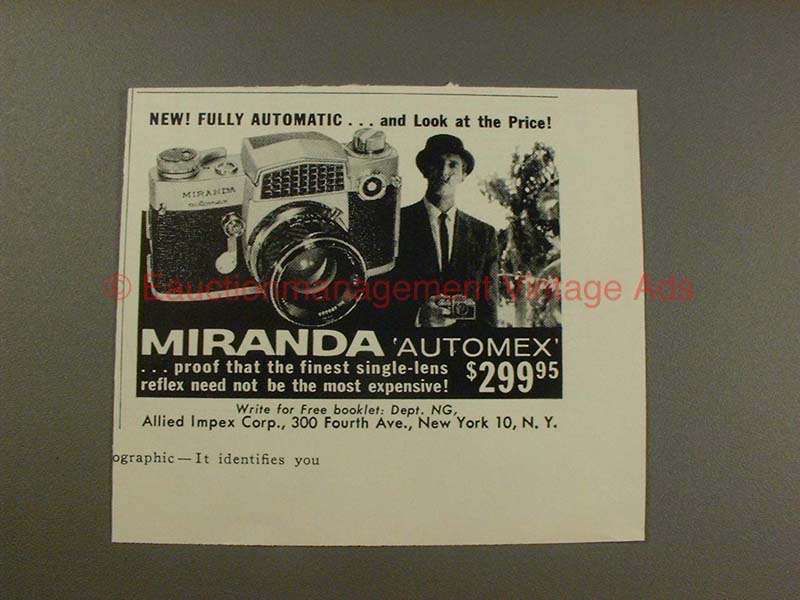 NEW! FULLY AUTOMATIC . . . and Look at the Price!
MIRANDA
automex
© Eauctionmanagement Vintage Ads
MIRANDA 'AUTOMEX'
. . . proof that the finest single-lens
reflex need not be the most expensive!
$299.95
Write for Free booklet: Dept. NG,
Allied Impex Corp., 300 Fourth Ave., New York 10, N. Y.
ographic—It identifies you